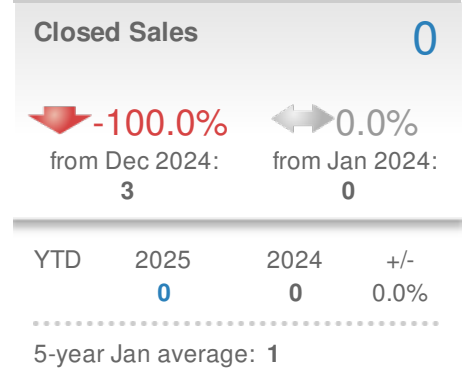 Closed Sales 0
-100.0% 0.0%
from Dec 2024: from Jan 2024:
3 0
YTD 2025 2024 +/-
0 0 0.0%
5-year Jan average: 1